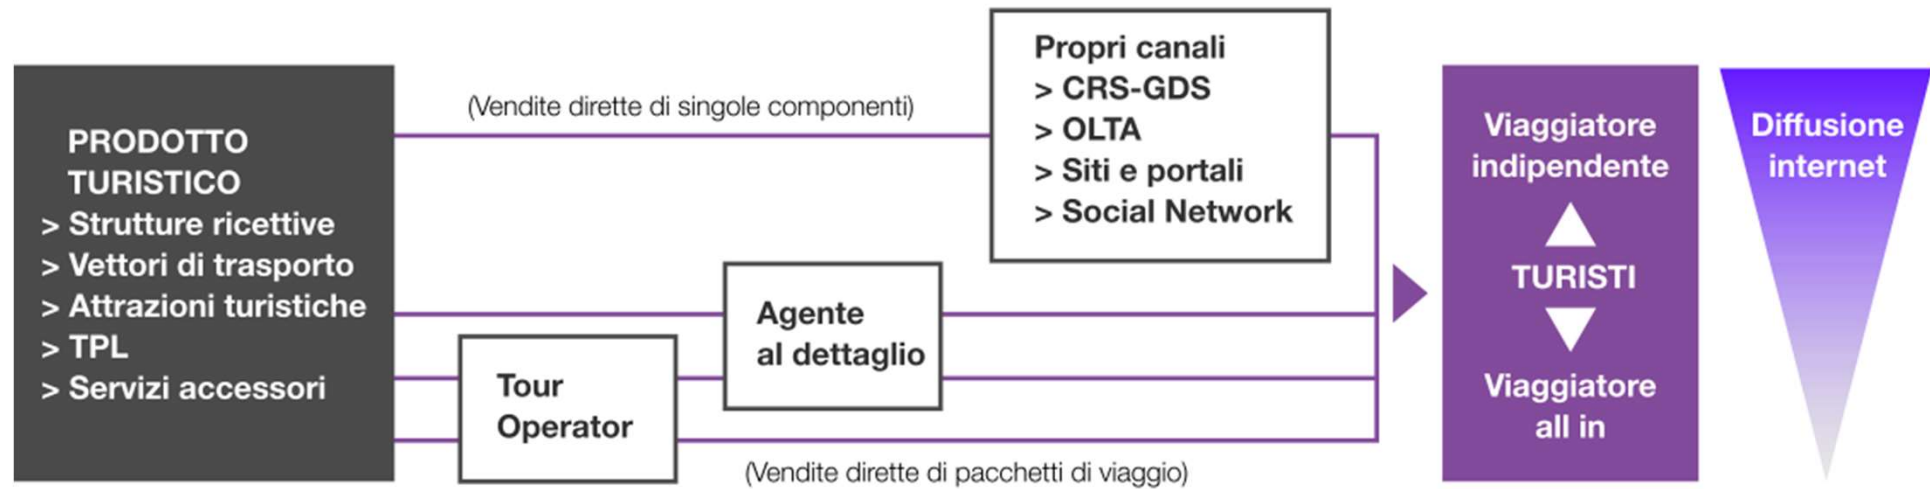 PRODOTTO
TURISTICO
> Strutture ricettive
> Vettori di trasporto
> Attrazioni turistiche
> TPL
> Servizi accessori
(Vendite dirette di singole componenti)
Propri canali
> CRS-GDS
> OLTA
> Siti e portali
> Social Network
Agente
al dettaglio
Tour
Operator
(Vendite dirette di pacchetti di viaggio)
Viaggiatore
indipendente
TURISTI
Viaggiatore
all in
Diffusione
internet